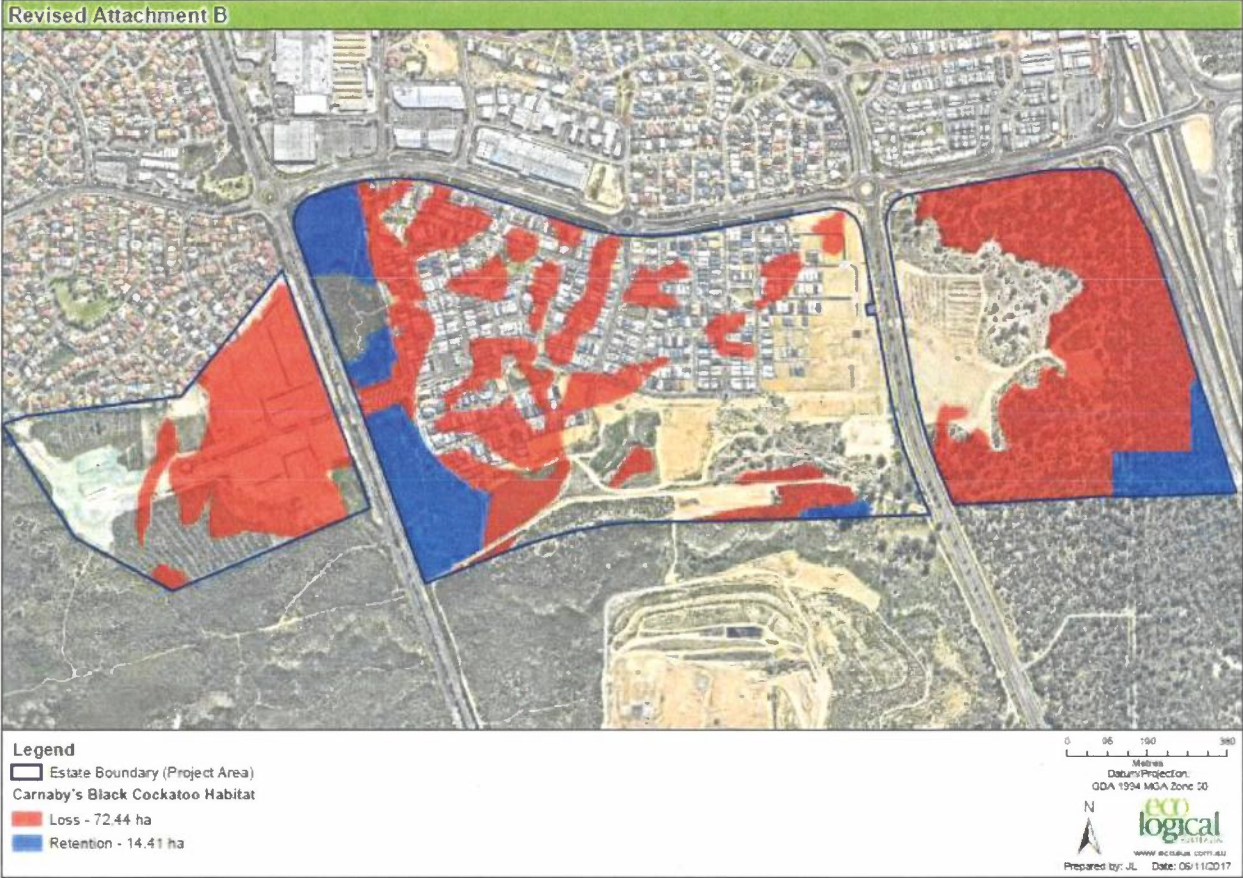 Revised Attachment B
Legend
Estate Boundary (Project Area)
Carnaby's Black Cockatoo Habitat
Loss - 72.44 ha
Retention - 14.41 ha
0 95 190 380
Metres
Datum/Projection:
GDA 1994 MGA Zone 50
N
eco
logical
AUSTRALIA
www.ecoaus.com.au
Prepared by: JL Date: 06/11/2017